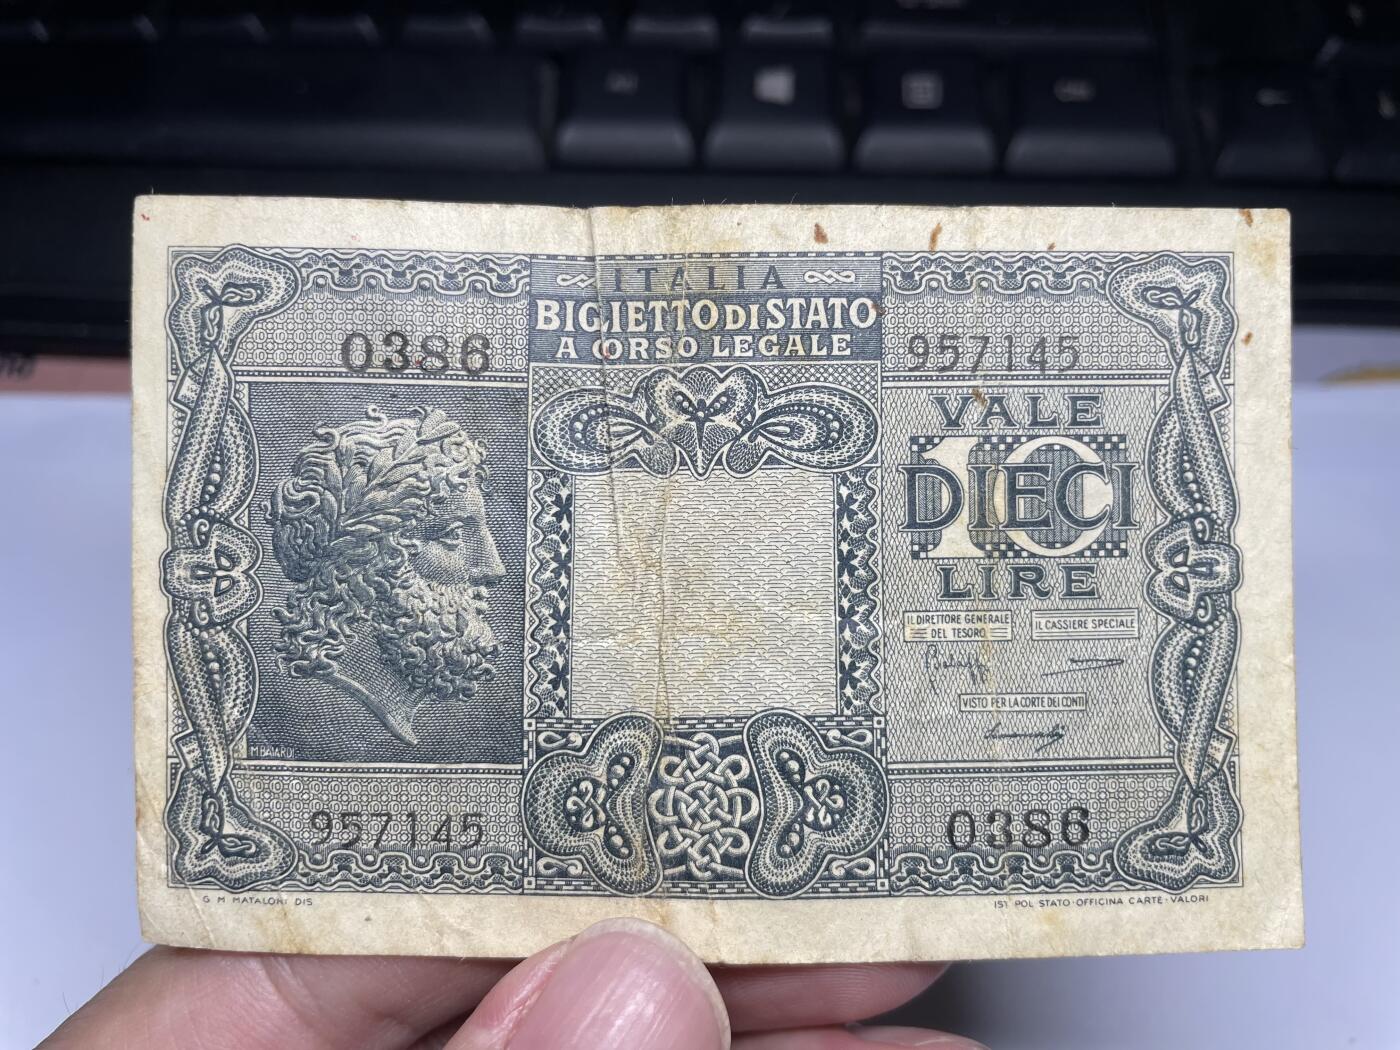 ITALIA
BIGLIETTO DI STATO
A CORSO LEGALE
0386
957145
VALE
10
DIECI
LIRE
IL DIRETTORE GENERALE
DEL TESORO
IL CASSIERE SPECIALE
VISTO PER LA CORTE DEI CONTI
M.BAIARDI
957145
0386
G M MATALONI DIS
IST POL STATO·OFFICINA CARTE·VALORI